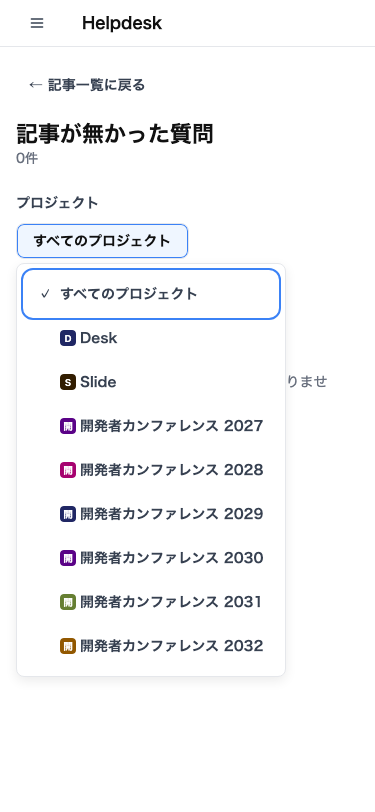 Helpdesk
← 記事一覧に戻る
記事が無かった質問
0件
プロジェクト
すべてのプロジェクト
✓ すべてのプロジェクト
D Desk
S Slide
りませ
開 開発者カンファレンス 2027
開 開発者カンファレンス 2028
開 開発者カンファレンス 2029
開 開発者カンファレンス 2030
開 開発者カンファレンス 2031
開 開発者カンファレンス 2032